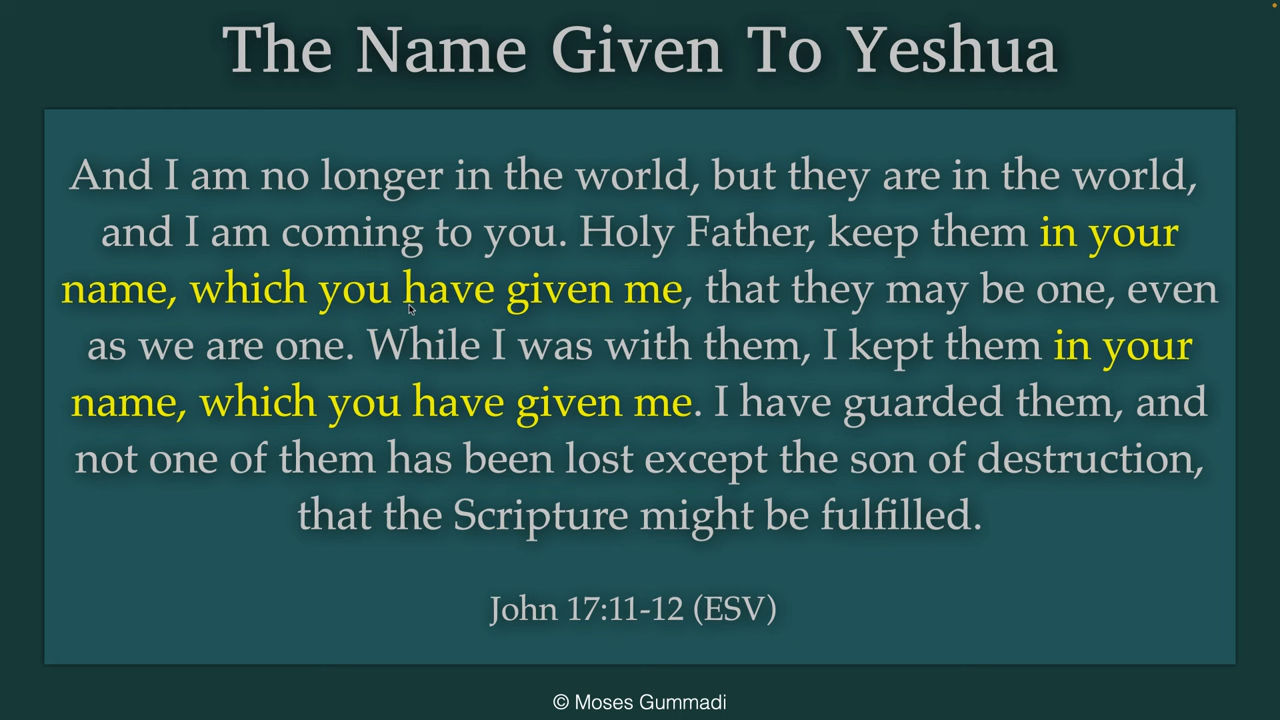 The Name Given To Yeshua
And I am no longer in the world, but they are in the world,
and I am coming to you. Holy Father, keep them in your
name, which you have given me, that they may be one, even
as we are one. While I was with them, I kept them in your
name, which you have given me. I have guarded them, and
not one of them has been lost except the son of destruction,
that the Scripture might be fulfilled.
John 17:11-12 (ESV)
© Moses Gummadi